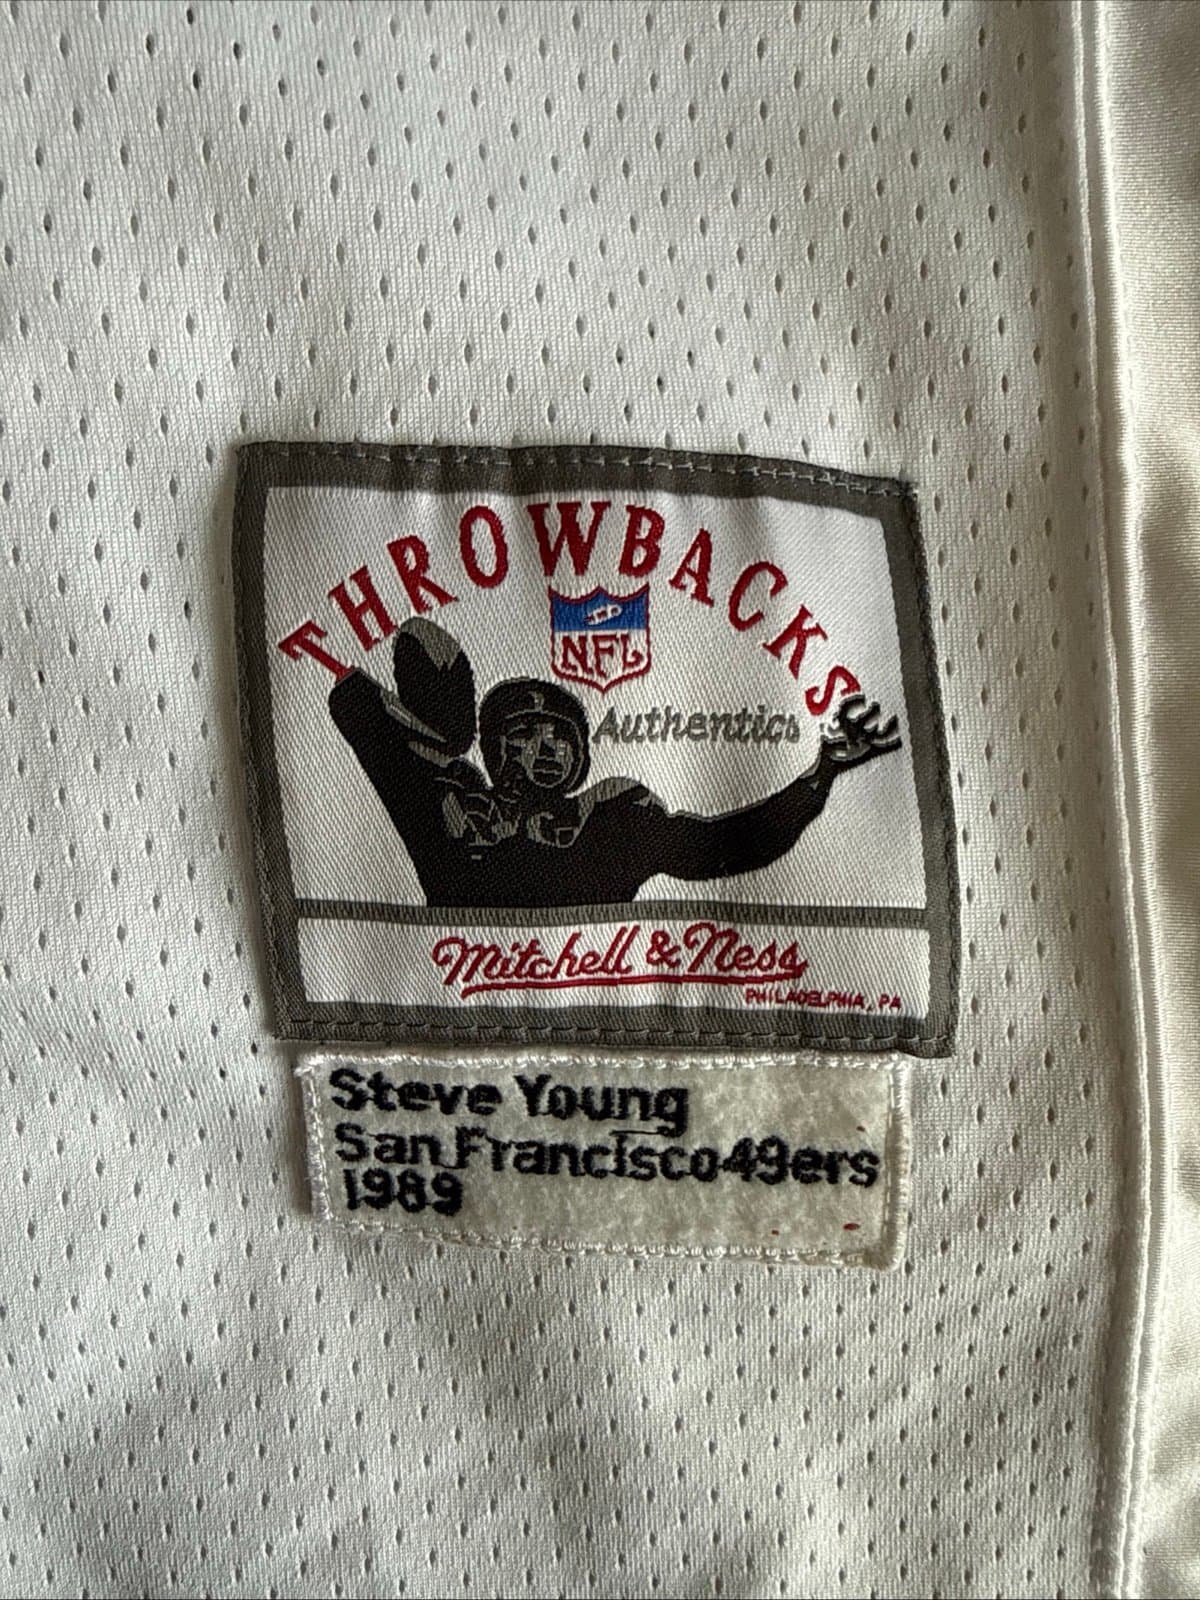 THROWBACKS
NFL
Authentics
Mitchell & Ness
PHILADELPHIA, PA
Steve Young
San Francisco 49ers
1989